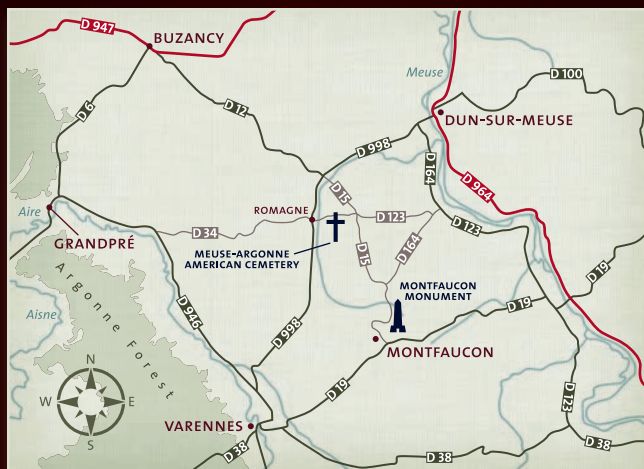 D 947
BUZANCY
Meuse
D 100
D 6
D 12
DUN-SUR-MEUSE
D 998
D 164
D 15
D 964
Aire
ROMAGNE
D 123
D 123
GRANDPRÉ
D 34
MEUSE-ARGONNE
AMERICAN CEMETERY
D 15
D 164
D 19
Argonne Forest
Aisne
D 946
MONTFAUCON
MONUMENT
D 19
D 998
MONTFAUCON
N
W
E
S
D 19
D 123
VARENNES
D 38
D 38
D 38